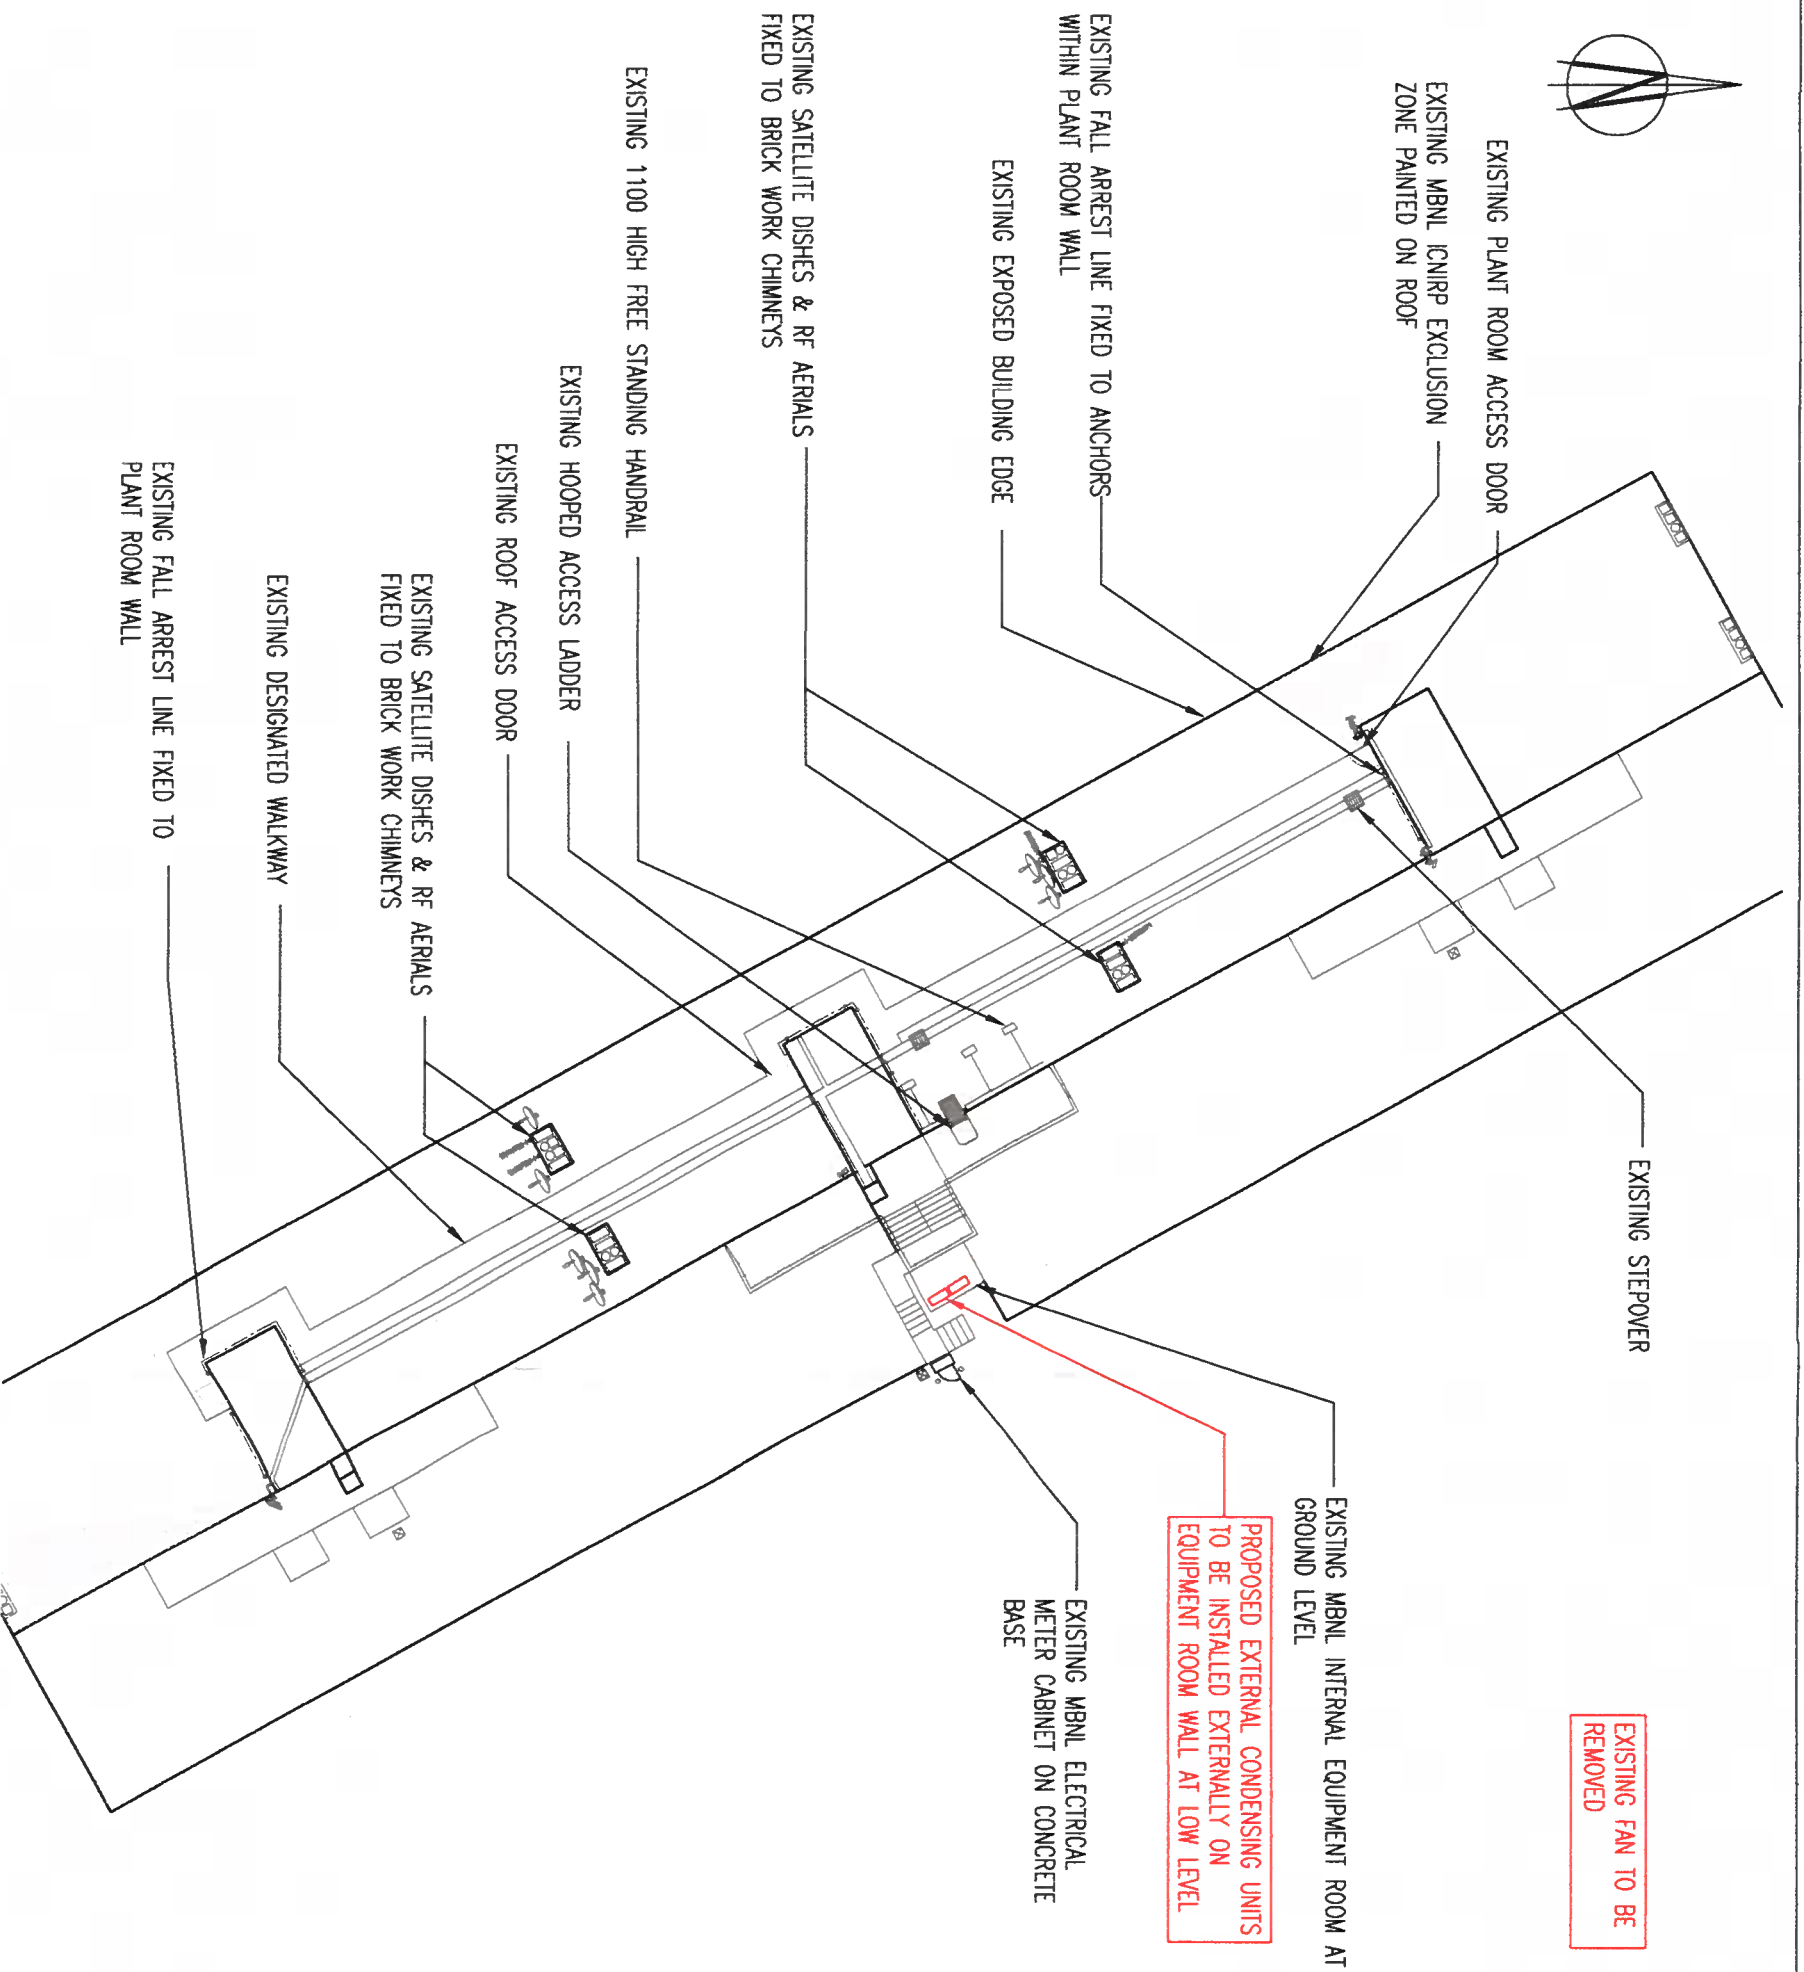 EXISTING PLANT ROOM ACCESS DOOR
EXISTING MBNL ICNIRP EXCLUSION
ZONE PAINTED ON ROOF
EXISTING FALL ARREST LINE FIXED TO ANCHORS
WITHIN PLANT ROOM WALL
EXISTING EXPOSED BUILDING EDGE
EXISTING SATELLITE DISHES & RF AERIALS
FIXED TO BRICK WORK CHIMNEYS
EXISTING 1100 HIGH FREE STANDING HANDRAIL
EXISTING HOOPED ACCESS LADDER
EXISTING ROOF ACCESS DOOR
EXISTING SATELLITE DISHES & RF AERIALS
FIXED TO BRICK WORK CHIMNEYS
EXISTING DESIGNATED WALKWAY
EXISTING FALL ARREST LINE FIXED TO
PLANT ROOM WALL
EXISTING STEPOVER
EXISTING FAN TO BE
REMOVED
EXISTING MBNL INTERNAL EQUIPMENT ROOM AT
GROUND LEVEL
PROPOSED EXTERNAL CONDENSING UNITS
TO BE INSTALLED EXTERNALLY ON
EQUIPMENT ROOM WALL AT LOW LEVEL
EXISTING MBNL ELECTRICAL
METER CABINET ON CONCRETE
BASE
N